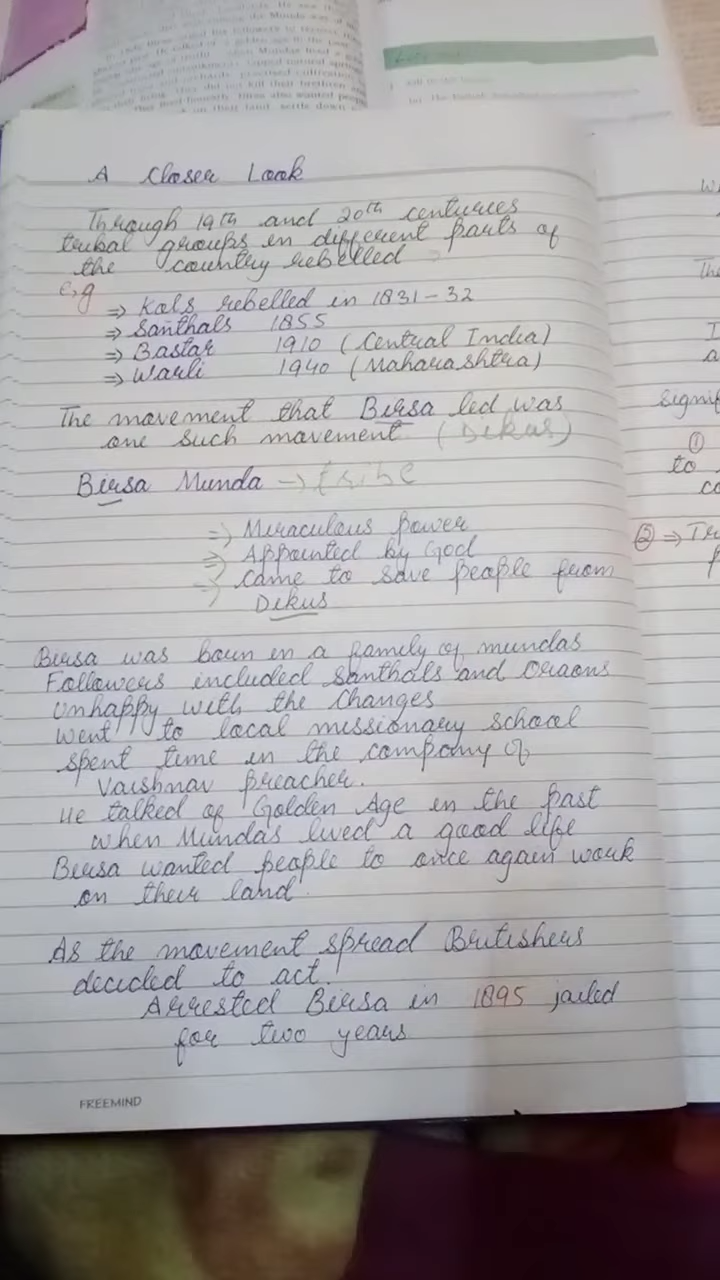 A Closer Look
Through 19th and 20th centuries
tribal groups in different parts of
the country rebelled
e.g
⇒ Kols rebelled in 1831-32
⇒ Santhals 1855
⇒ Bastar 1910 (Central India)
⇒ Warli 1940 (Maharashtra)
The movement that Birsa led was
one such movement (Dikus)
Birsa Munda → tribe
⇒ Miraculous power
⇒ Appointed by God
⇒ Came to save people from
Dikus
Birsa was born in a family of mundas
Followers included Santhals and Oraons
Unhappy with the changes
Went to local missionary school
spent time in the company of
Vaishnav preacher.
He talked of Golden Age in the past
when Mundas lived a good life
Birsa wanted people to once again work
on their land.
As the movement spread Britishers
decided to act.
Arrested Birsa in 1895 jailed
for two years
FREEMIND
①
to
② ⇒